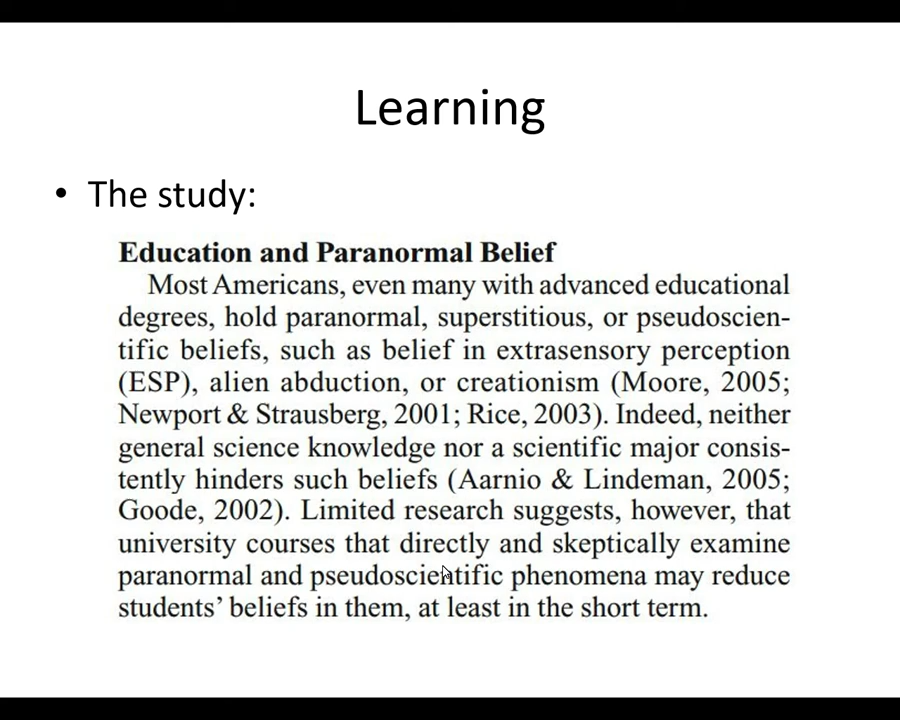 Learning
• The study:
Education and Paranormal Belief
Most Americans, even many with advanced educational
degrees, hold paranormal, superstitious, or pseudoscien-
tific beliefs, such as belief in extrasensory perception
(ESP), alien abduction, or creationism (Moore, 2005;
Newport & Strausberg, 2001; Rice, 2003). Indeed, neither
general science knowledge nor a scientific major consis-
tently hinders such beliefs (Aarnio & Lindeman, 2005;
Goode, 2002). Limited research suggests, however, that
university courses that directly and skeptically examine
paranormal and pseudoscientific phenomena may reduce
students’ beliefs in them, at least in the short term.